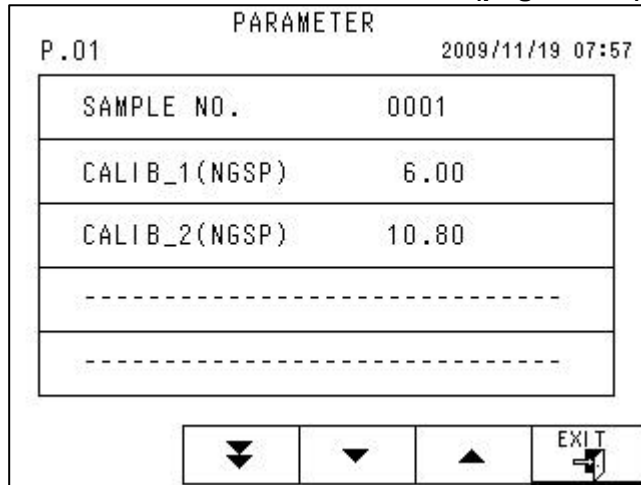 PARAMETER
P.01 2009/11/19 07:57
SAMPLE NO. 0001
CALIB_1(NGSP) 6.00
CALIB_2(NGSP) 10.80
------------------------------
------------------------------
EXIT